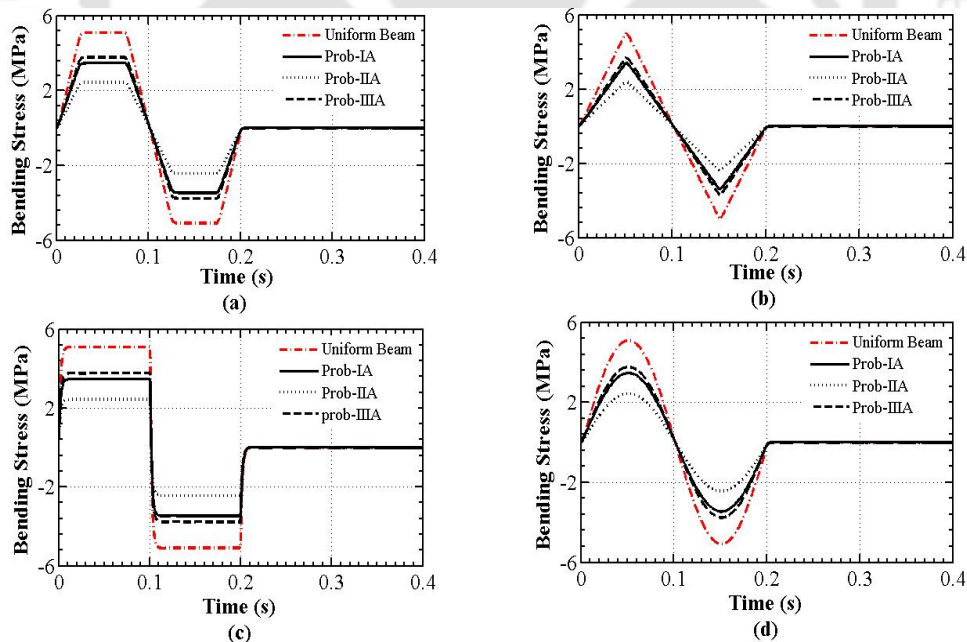 6
2
-2
-6
Bending Stress (MPa)
Uniform Beam
Prob-IA
Prob-IIA
Prob-IIIA
0 0.1 0.2 0.3 0.4
Time (s)
(a)
6
2
-2
-6
Bending Stress (MPa)
Uniform Beam
Prob-IA
Prob-IIA
Prob-IIIA
0 0.1 0.2 0.3 0.4
Time (s)
(b)
6
2
-2
-6
Bending Stress (MPa)
Uniform Beam
Prob-IA
Prob-IIA
prob-IIIA
0 0.1 0.2 0.3 0.4
Time (s)
(c)
6
2
-2
-6
Bending Stress (MPa)
Uniform Beam
Prob-IA
Prob-IIA
Prob-IIIA
0 0.1 0.2 0.3 0.4
Time (s)
(d)